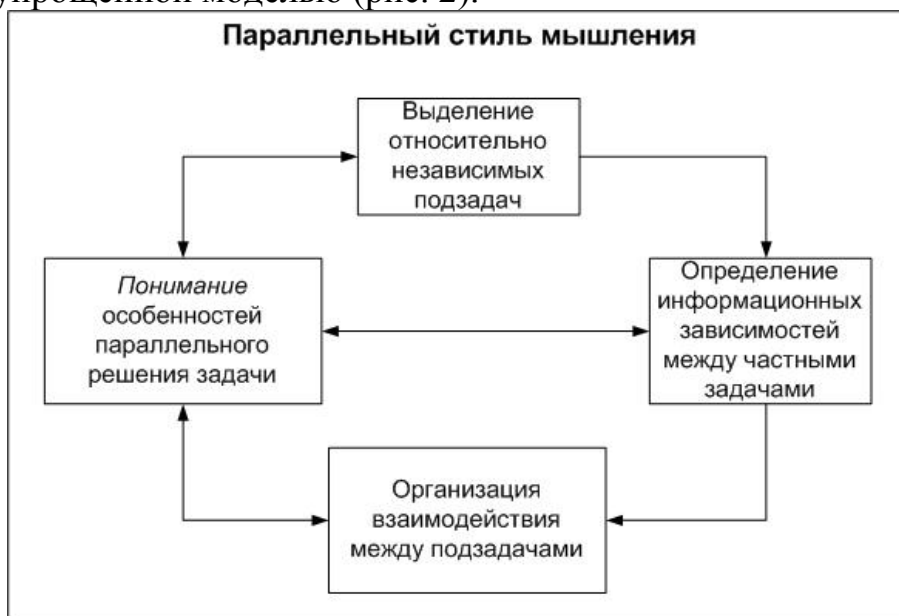 упрощенной моделью (рис. 2).
Параллельный стиль мышления
Выделение
относительно
независимых
подзадач
Понимание
особенностей
параллельного
решения задачи
Определение
информационных
зависимостей
между частными
задачами
Организация
взаимодействия
между подзадачами